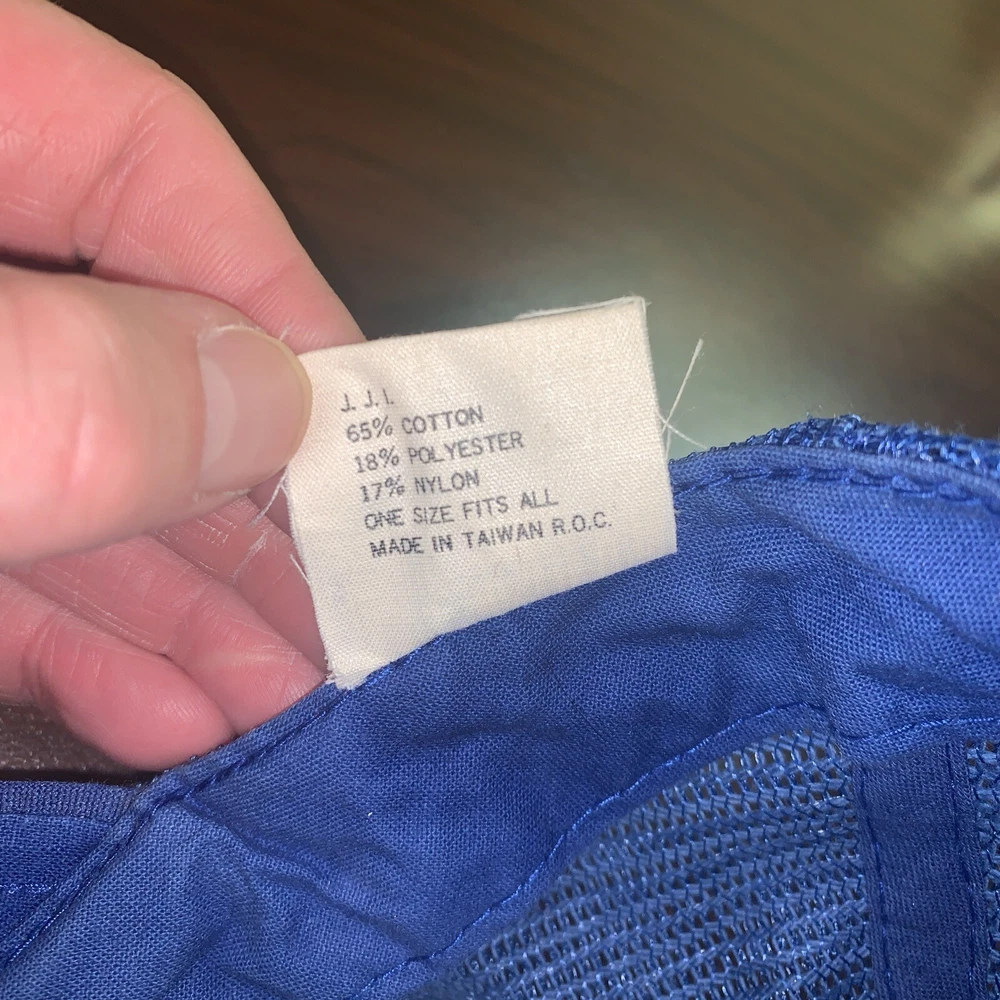 J.J.I.
65% COTTON
18% POLYESTER
17% NYLON
ONE SIZE FITS ALL
MADE IN TAIWAN R.O.C.